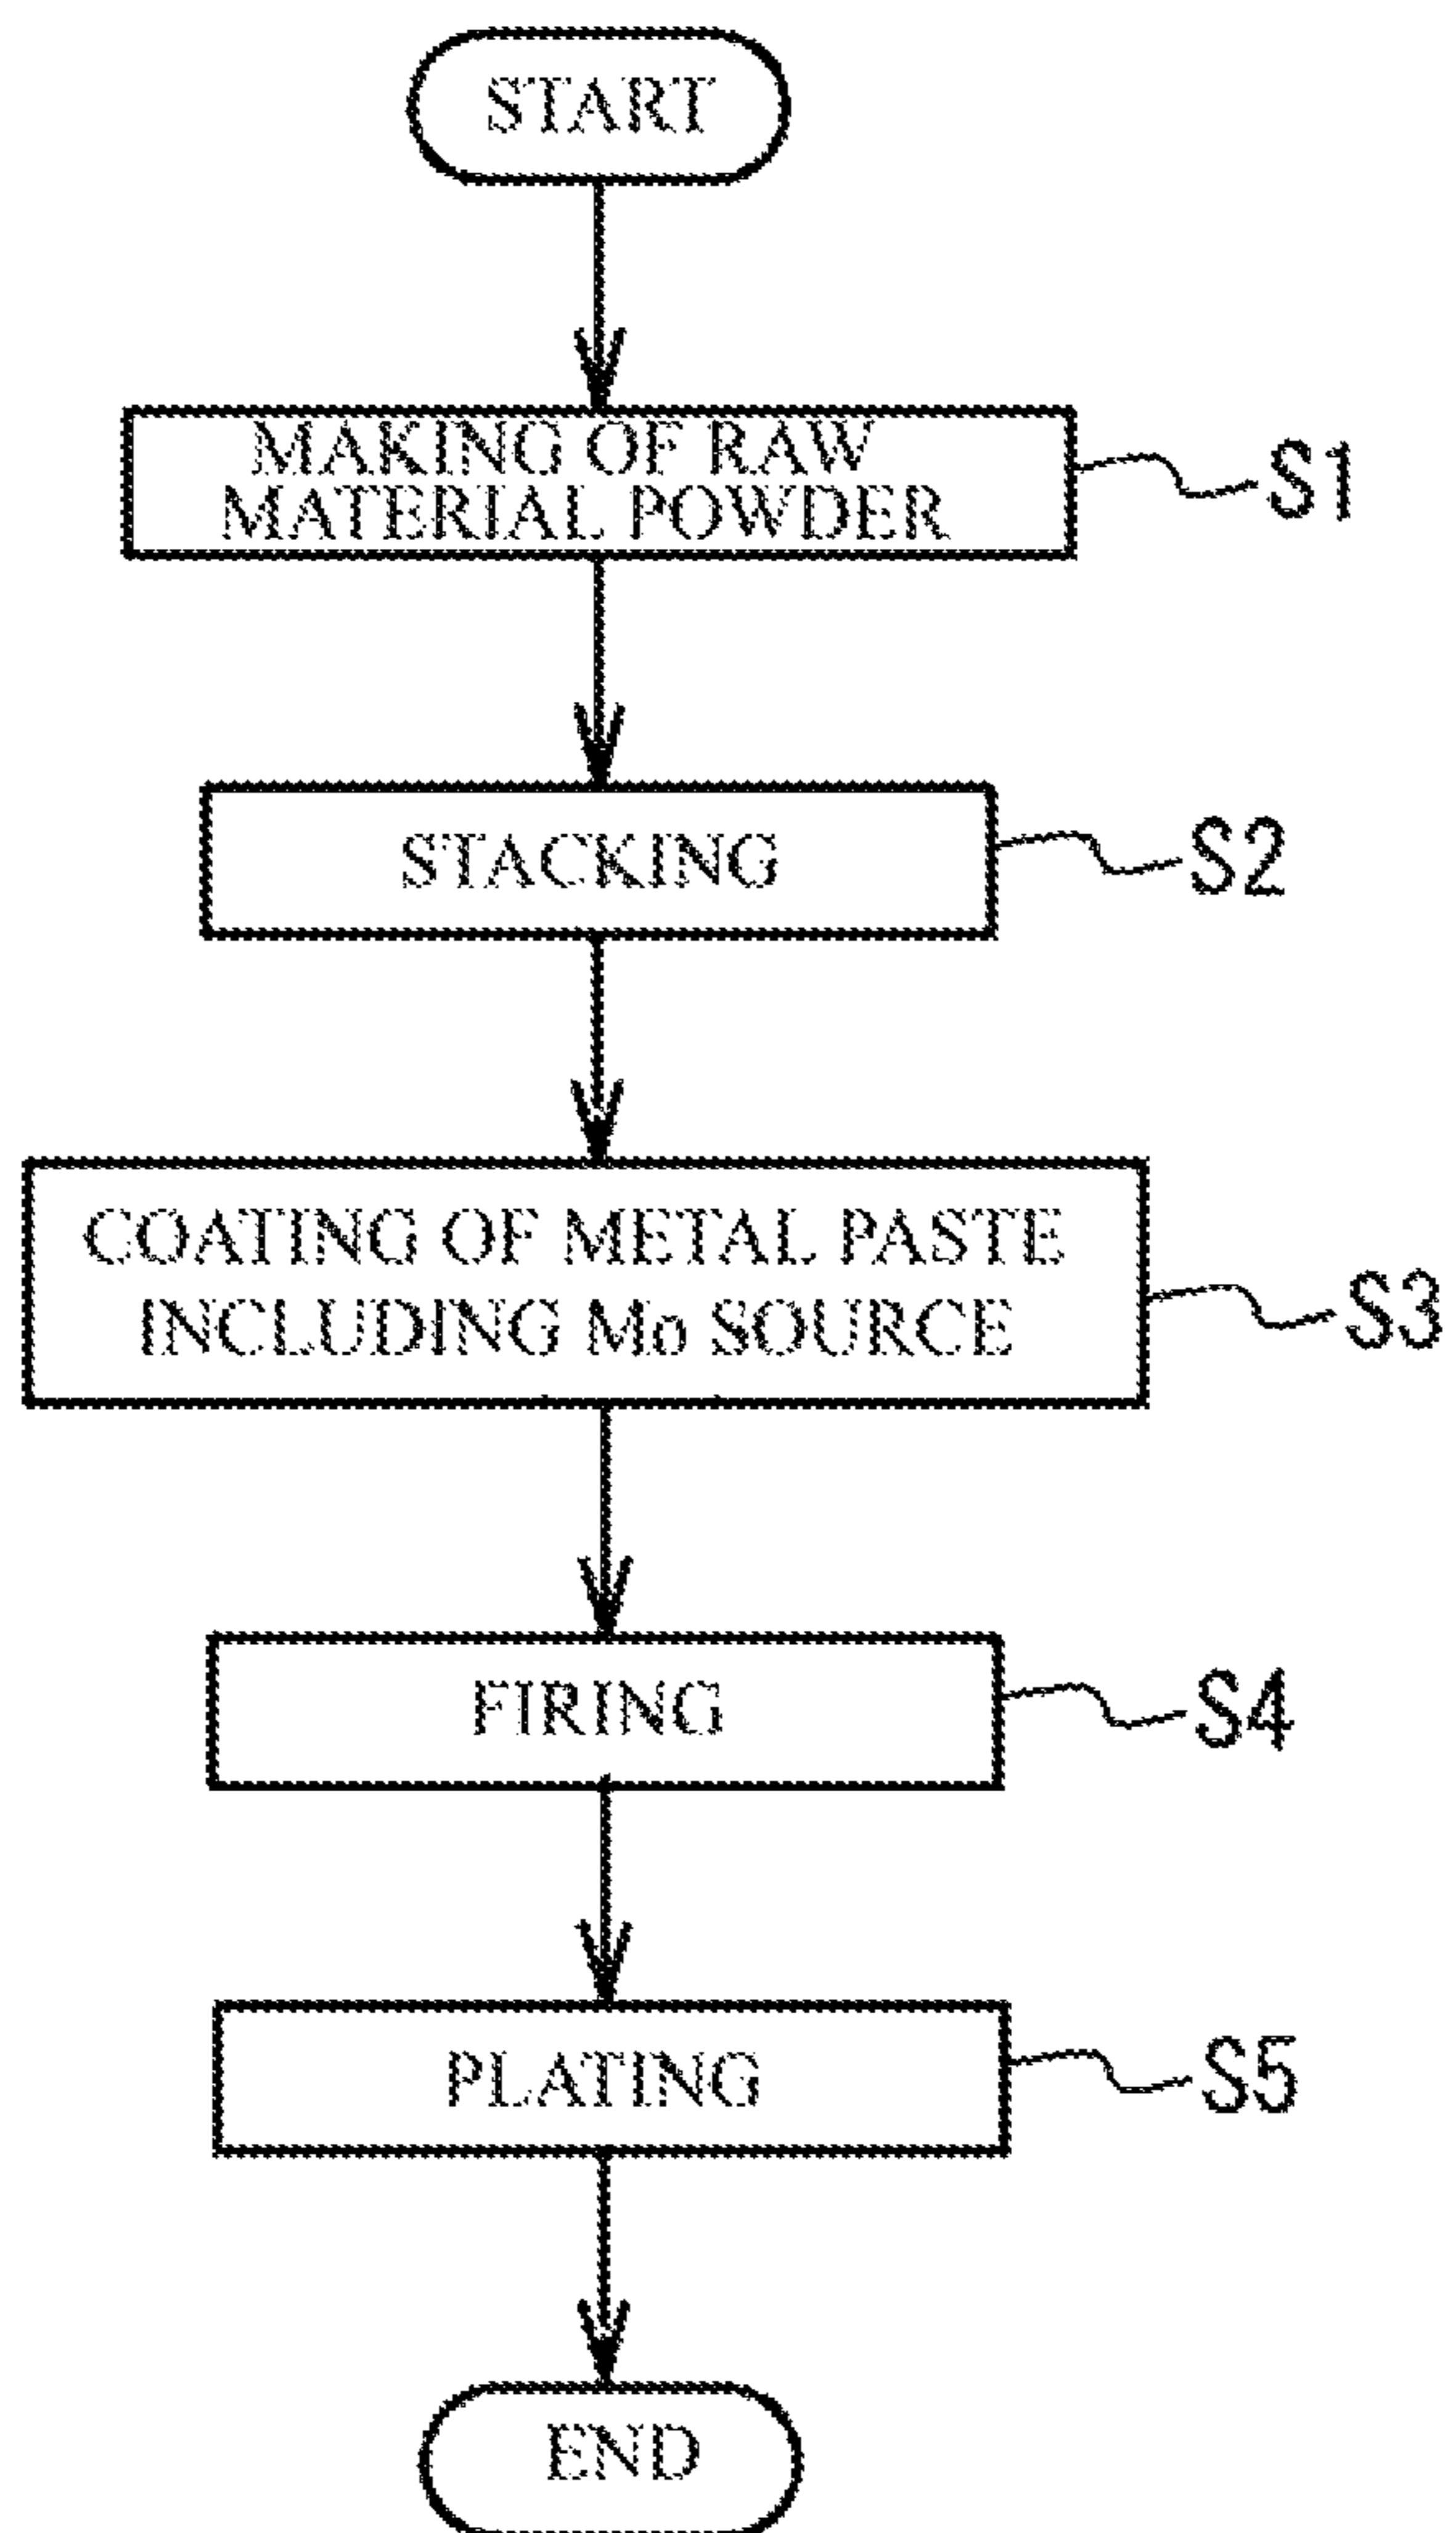 START
MAKING OF RAW
MATERIAL POWDER
S1
STACKING
S2
COATING OF METAL PASTE
INCLUDING Mo SOURCE
S3
FIRING
S4
PLATING
S5
END